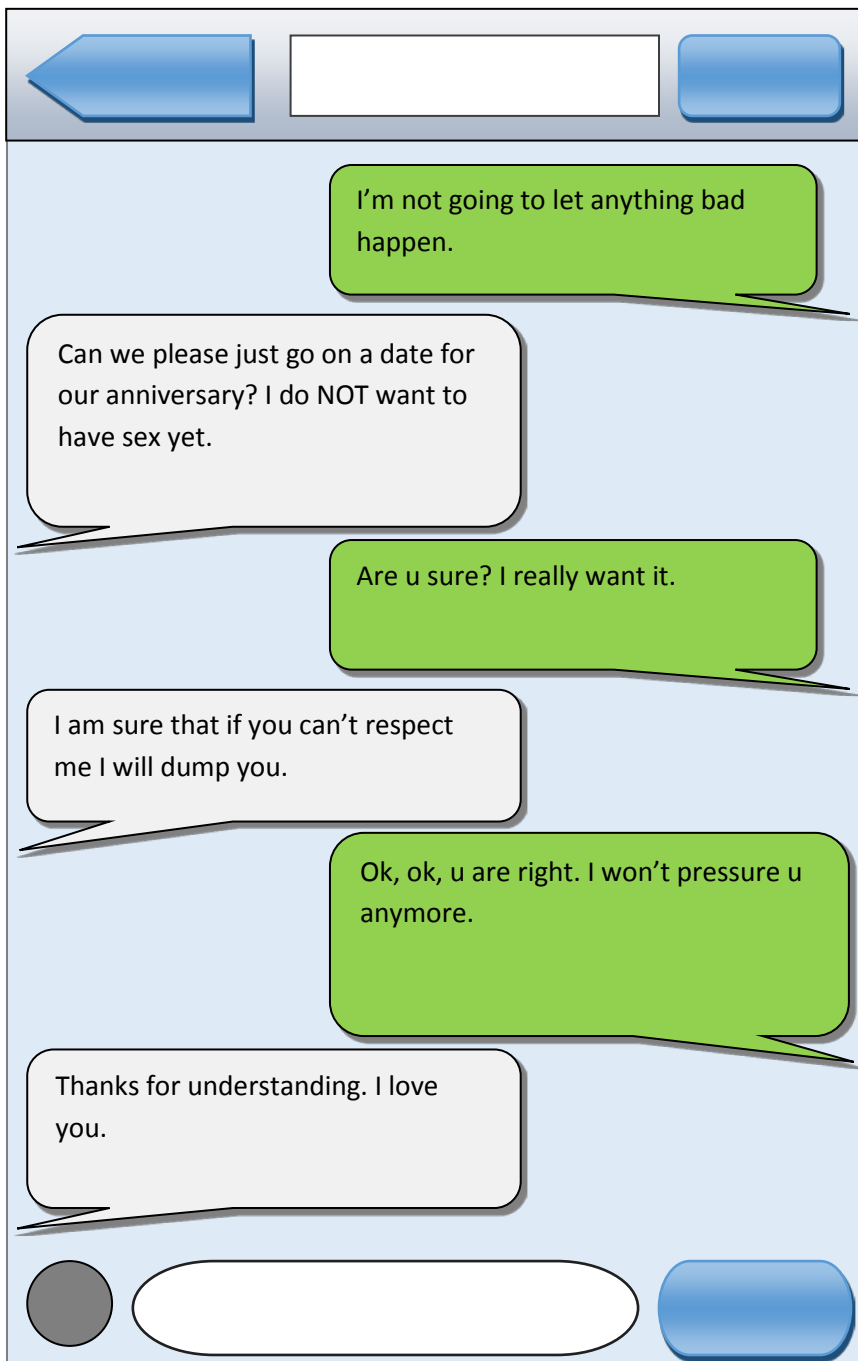 I’m not going to let anything bad
happen.
Can we please just go on a date for
our anniversary? I do NOT want to
have sex yet.
Are u sure? I really want it.
I am sure that if you can’t respect
me I will dump you.
Ok, ok, u are right. I won’t pressure u
anymore.
Thanks for understanding. I love
you.